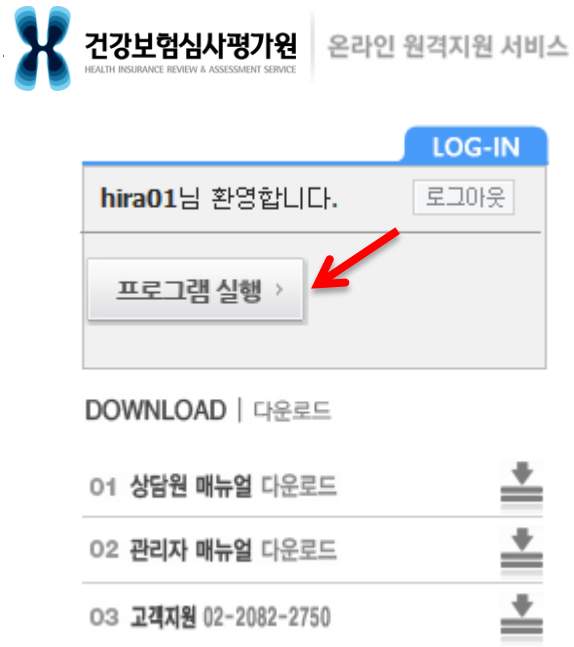 건강보험심사평가원 온라인 원격지원 서비스
HEALTH INSURANCE REVIEW & ASSESSMENT SERVICE
LOG-IN
hira01님 환영합니다. 로그아웃
프로그램 실행 >
DOWNLOAD | 다운로드
01 상담원 매뉴얼 다운로드
02 관리자 매뉴얼 다운로드
03 고객지원 02-2082-2750